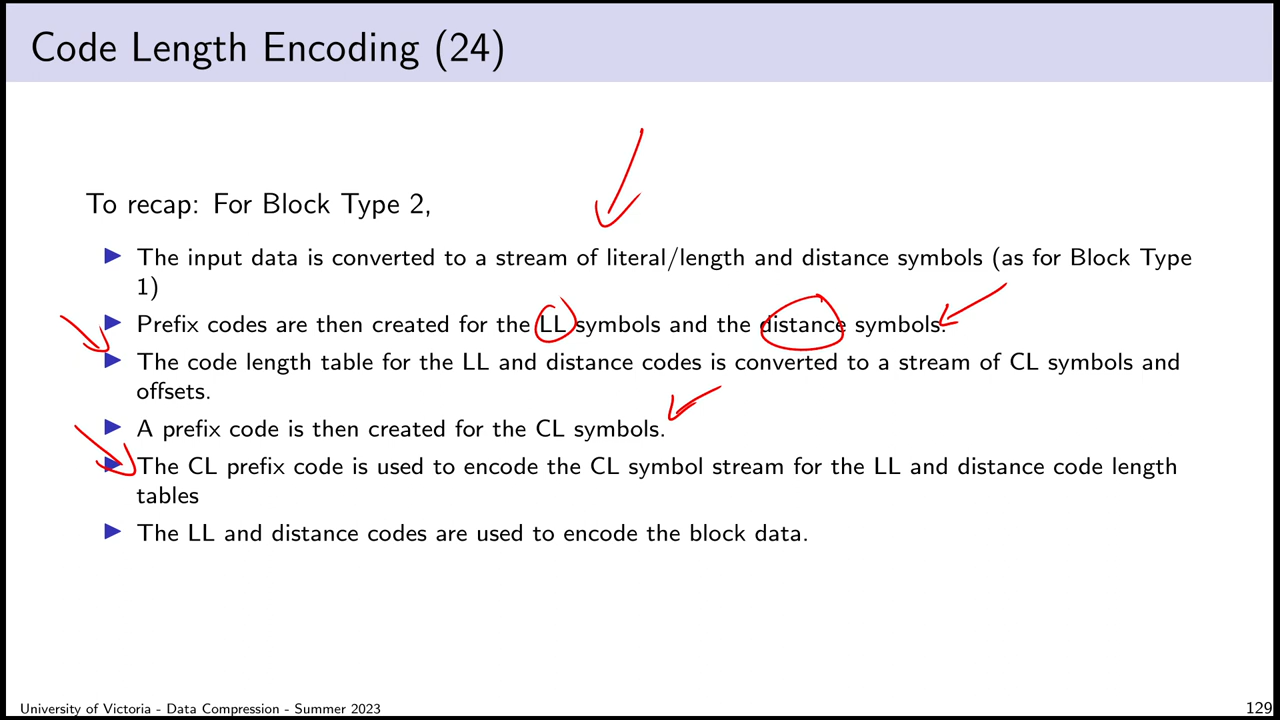 Code Length Encoding (24)
To recap: For Block Type 2,
The input data is converted to a stream of literal/length and distance symbols (as for Block Type
1)
Prefix codes are then created for the LL symbols and the distance symbols.
The code length table for the LL and distance codes is converted to a stream of CL symbols and
offsets.
A prefix code is then created for the CL symbols.
The CL prefix code is used to encode the CL symbol stream for the LL and distance code length
tables
The LL and distance codes are used to encode the block data.
University of Victoria - Data Compression - Summer 2023
129